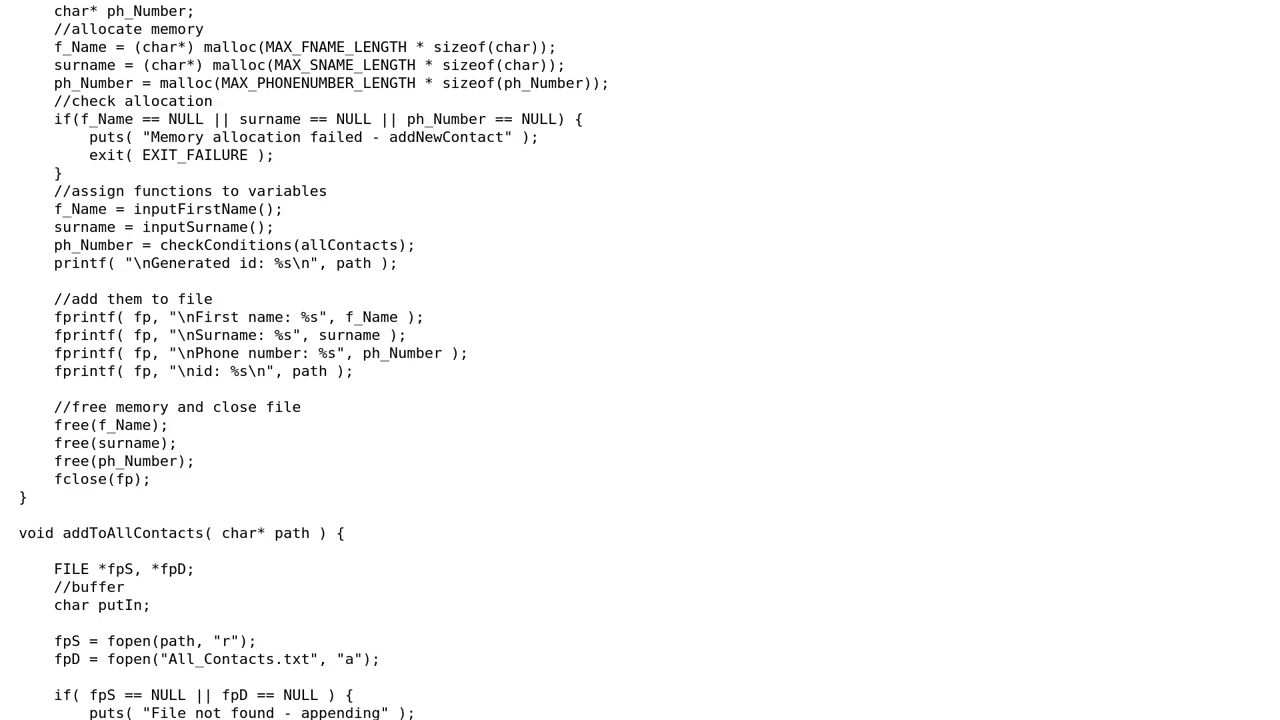 char* ph_Number;
//allocate memory
f_Name = (char*) malloc(MAX_FNAME_LENGTH * sizeof(char));
surname = (char*) malloc(MAX_SNAME_LENGTH * sizeof(char));
ph_Number = malloc(MAX_PHONENUMBER_LENGTH * sizeof(ph_Number));
//check allocation
if(f_Name == NULL || surname == NULL || ph_Number == NULL) {
puts( "Memory allocation failed - addNewContact" );
exit( EXIT_FAILURE );
}
//assign functions to variables
f_Name = inputFirstName();
surname = inputSurname();
ph_Number = checkConditions(allContacts);
printf( "\nGenerated id: %s\n", path );
//add them to file
fprintf( fp, "\nFirst name: %s", f_Name );
fprintf( fp, "\nSurname: %s", surname );
fprintf( fp, "\nPhone number: %s", ph_Number );
fprintf( fp, "\nid: %s\n", path );
//free memory and close file
free(f_Name);
free(surname);
free(ph_Number);
fclose(fp);
}
void addToAllContacts( char* path ) {
FILE *fpS, *fpD;
//buffer
char putIn;
fpS = fopen(path, "r");
fpD = fopen("All_Contacts.txt", "a");
if( fpS == NULL || fpD == NULL ) {
puts( "File not found - appending" );